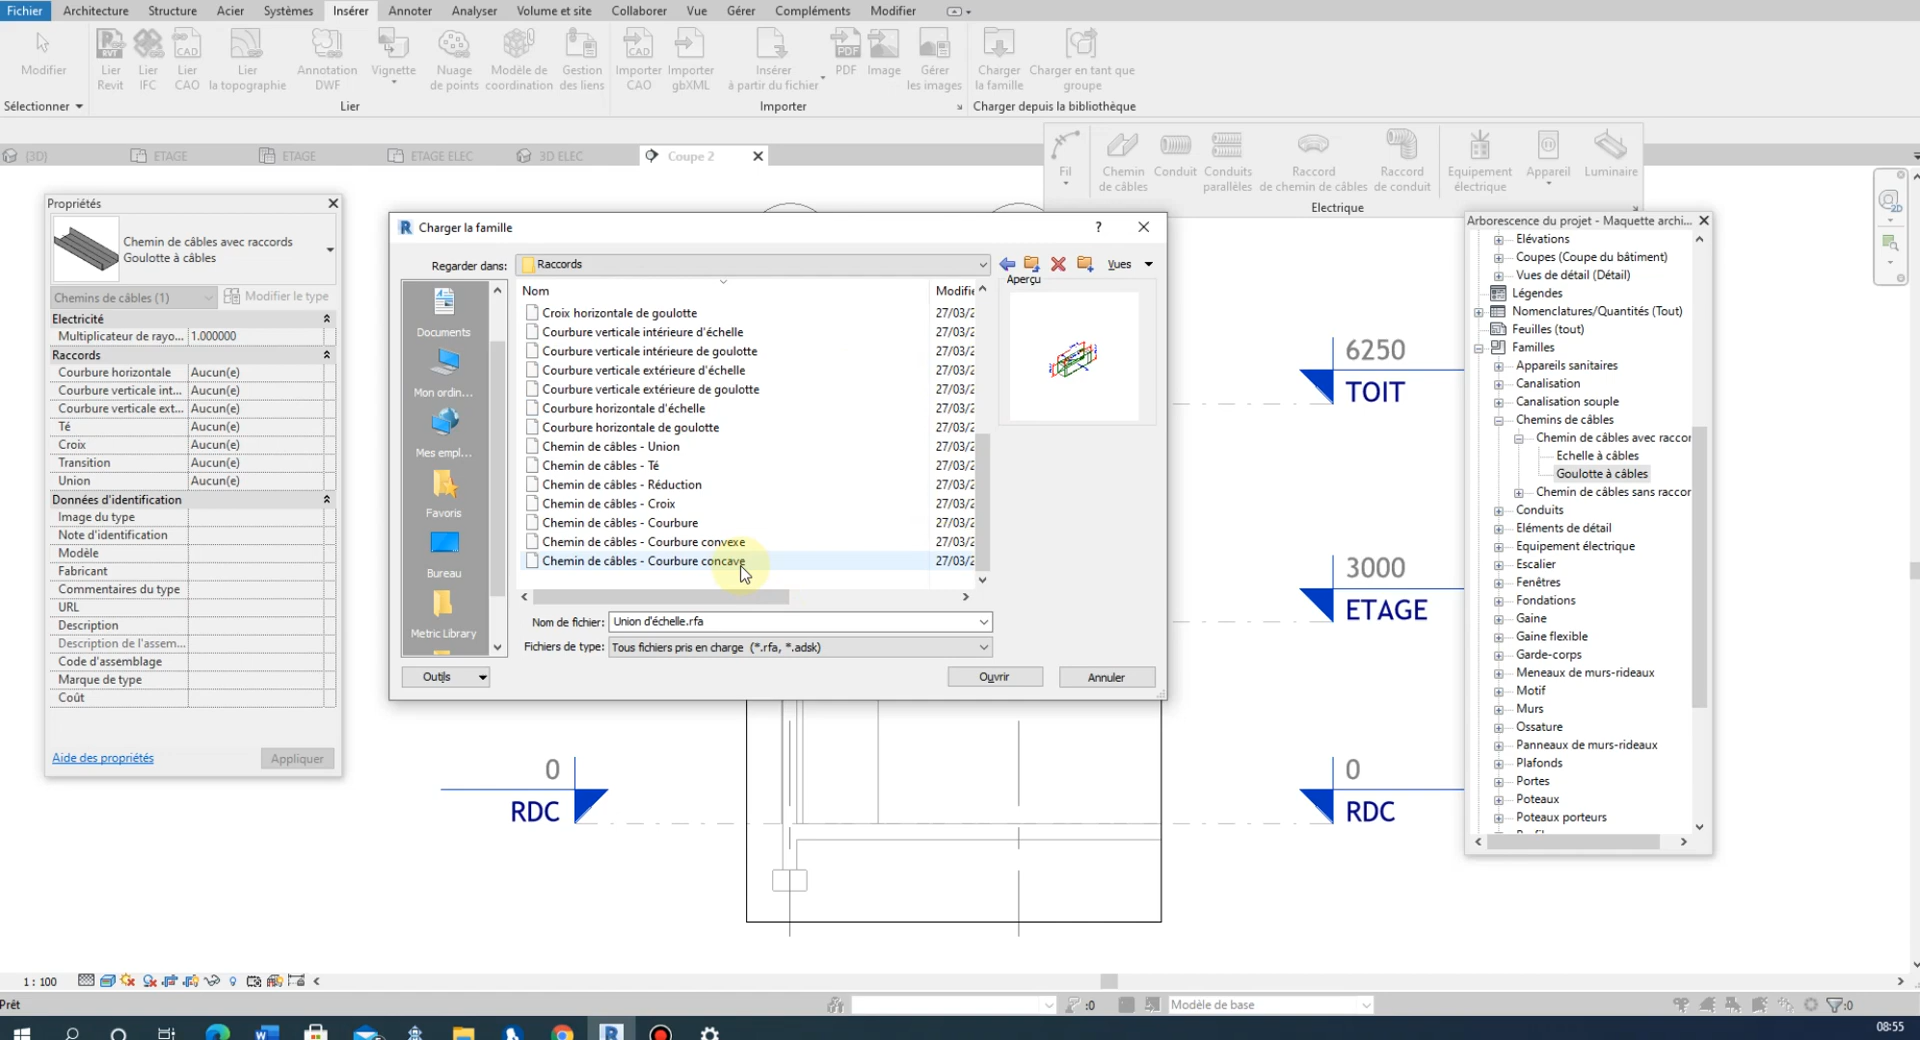 Fichier Architecture Structure Acier Systèmes Insérer Annoter Analyser Volume et site Collaborer Vue Gérer Compléments Modifier
Modifier
Lier Revit
Lier IFC
Lier CAO
Lier la topographie
Annotation DWF
Vignette
Nuage de points
Modèle de coordination
Gestion des liens
Importer CAO
Importer gbXML
Insérer à partir du fichier
PDF
Image
Gérer les images
Charger la famille
Charger en tant que groupe
Sélectionner
Lier
Importer
Charger depuis la bibliothèque
{3D} ETAGE ETAGE ETAGE ELEC 3D ELEC Coupe 2
Fil
Chemin de câbles
Conduit
Conduits parallèles
Raccord de chemin de câbles
Raccord de conduit
Equipement électrique
Appareil
Luminaire
Electrique
Propriétés
Chemin de câbles avec raccords
Goulotte à câbles
Chemins de câbles (1) Modifier le type
Electricité
Multiplicateur de rayo... 1.000000
Raccords
Courbure horizontale Aucun(e)
Courbure verticale int... Aucun(e)
Courbure verticale ext... Aucun(e)
Té Aucun(e)
Croix Aucun(e)
Transition Aucun(e)
Union Aucun(e)
Données d'identification
Image du type
Note d'identification
Modèle
Fabricant
Commentaires du type
URL
Description
Description de l'assem...
Code d'assemblage
Marque de type
Coût
Aide des propriétés Appliquer
Charger la famille
?
Regarder dans: Raccords Vues
Documents
Mon ordin...
Mes empl...
Favoris
Bureau
Metric Library
Nom Modifié
Croix horizontale de goulotte 27/03/2
Courbure verticale intérieure d'échelle 27/03/2
Courbure verticale intérieure de goulotte 27/03/2
Courbure verticale extérieure d'échelle 27/03/2
Courbure verticale extérieure de goulotte 27/03/2
Courbure horizontale d'échelle 27/03/2
Courbure horizontale de goulotte 27/03/2
Chemin de câbles - Union 27/03/2
Chemin de câbles - Té 27/03/2
Chemin de câbles - Réduction 27/03/2
Chemin de câbles - Croix 27/03/2
Chemin de câbles - Courbure 27/03/2
Chemin de câbles - Courbure convexe 27/03/2
Chemin de câbles - Courbure concave 27/03/2
Aperçu
Nom de fichier: Union d'échelle.rfa
Fichiers de type: Tous fichiers pris en charge (*.rfa, *.adsk)
Outils Ouvrir Annuler
6250
TOIT
3000
ETAGE
0
RDC
0
RDC
Arborescence du projet - Maquette archi...
Elévations
Coupes (Coupe du bâtiment)
Vues de détail (Détail)
Légendes
Nomenclatures/Quantités (Tout)
Feuilles (tout)
Familles
Appareils sanitaires
Canalisation
Canalisation souple
Chemins de câbles
Chemin de câbles avec raccor
Echelle à câbles
Goulotte à câbles
Chemin de câbles sans raccor
Conduits
Eléments de détail
Equipement électrique
Escalier
Fenêtres
Fondations
Gaine
Gaine flexible
Garde-corps
Meneaux de murs-rideaux
Motif
Murs
Ossature
Panneaux de murs-rideaux
Plafonds
Portes
Poteaux
Poteaux porteurs
2D
1 : 100
Prêt
:0
Modèle de base
:0
08:55